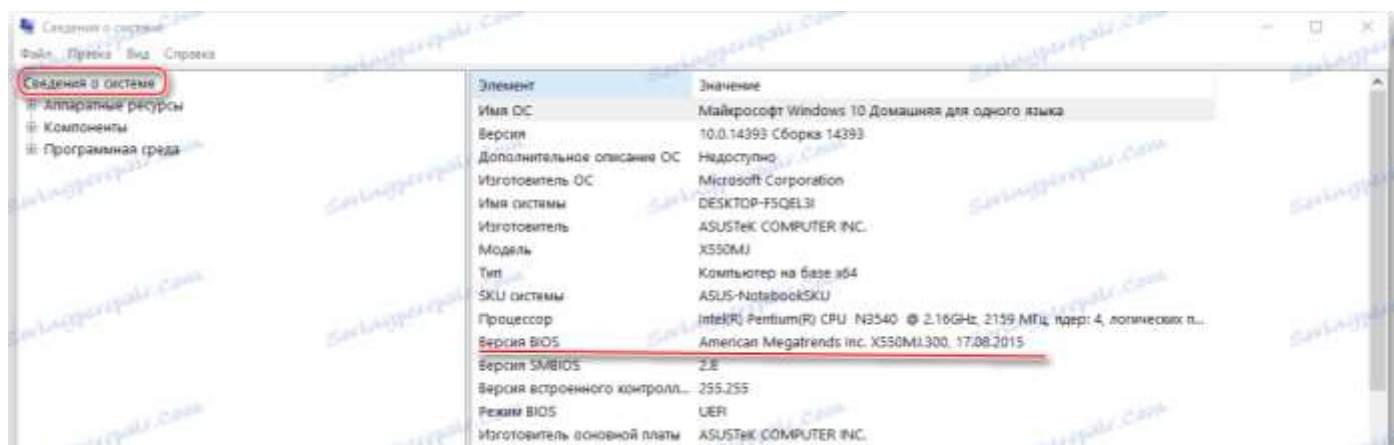 Сведения о системе
Файл Правка Вид Справка
Сведения о системе
Аппаратные ресурсы
Компоненты
Программная среда
Элемент Значение
Имя ОС Майкрософт Windows 10 Домашняя для одного языка
Версия 10.0.14393 Сборка 14393
Дополнительное описание ОС Недоступно
Изготовитель ОС Microsoft Corporation
Имя системы DESKTOP-F5QEL3I
Изготовитель ASUSTeK COMPUTER INC.
Модель X550MJ
Тип Компьютер на базе x64
SKU системы ASUS-NotebookSKU
Процессор Intel(R) Pentium(R) CPU N3540 @ 2.16GHz, 2159 МГц, ядер: 4, логических п...
Версия BIOS American Megatrends Inc. X550MJ.300, 17.08.2015
Версия SMBIOS 2.8
Версия встроенного контролл... 255.255
Режим BIOS UEFI
Изготовитель основной платы ASUSTeK COMPUTER INC.